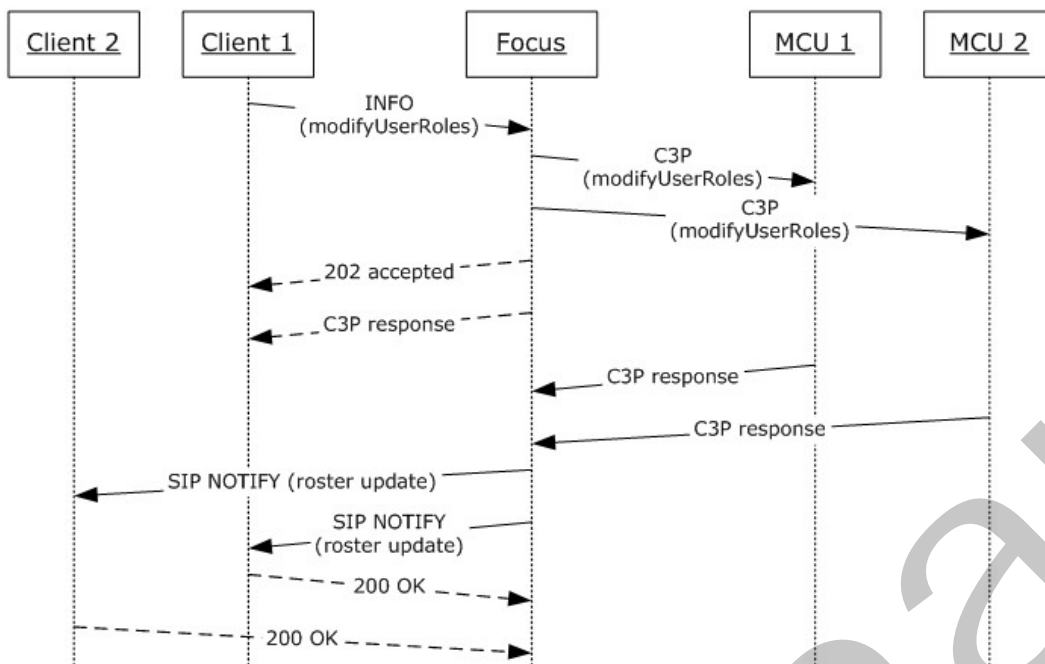 Client 2
Client 1
Focus
MCU 1
MCU 2
INFO
(modifyUserRoles)
C3P
(modifyUserRoles)
C3P
(modifyUserRoles)
202 accepted
C3P response
C3P response
C3P response
SIP NOTIFY (roster update)
SIP NOTIFY
(roster update)
200 OK
200 OK